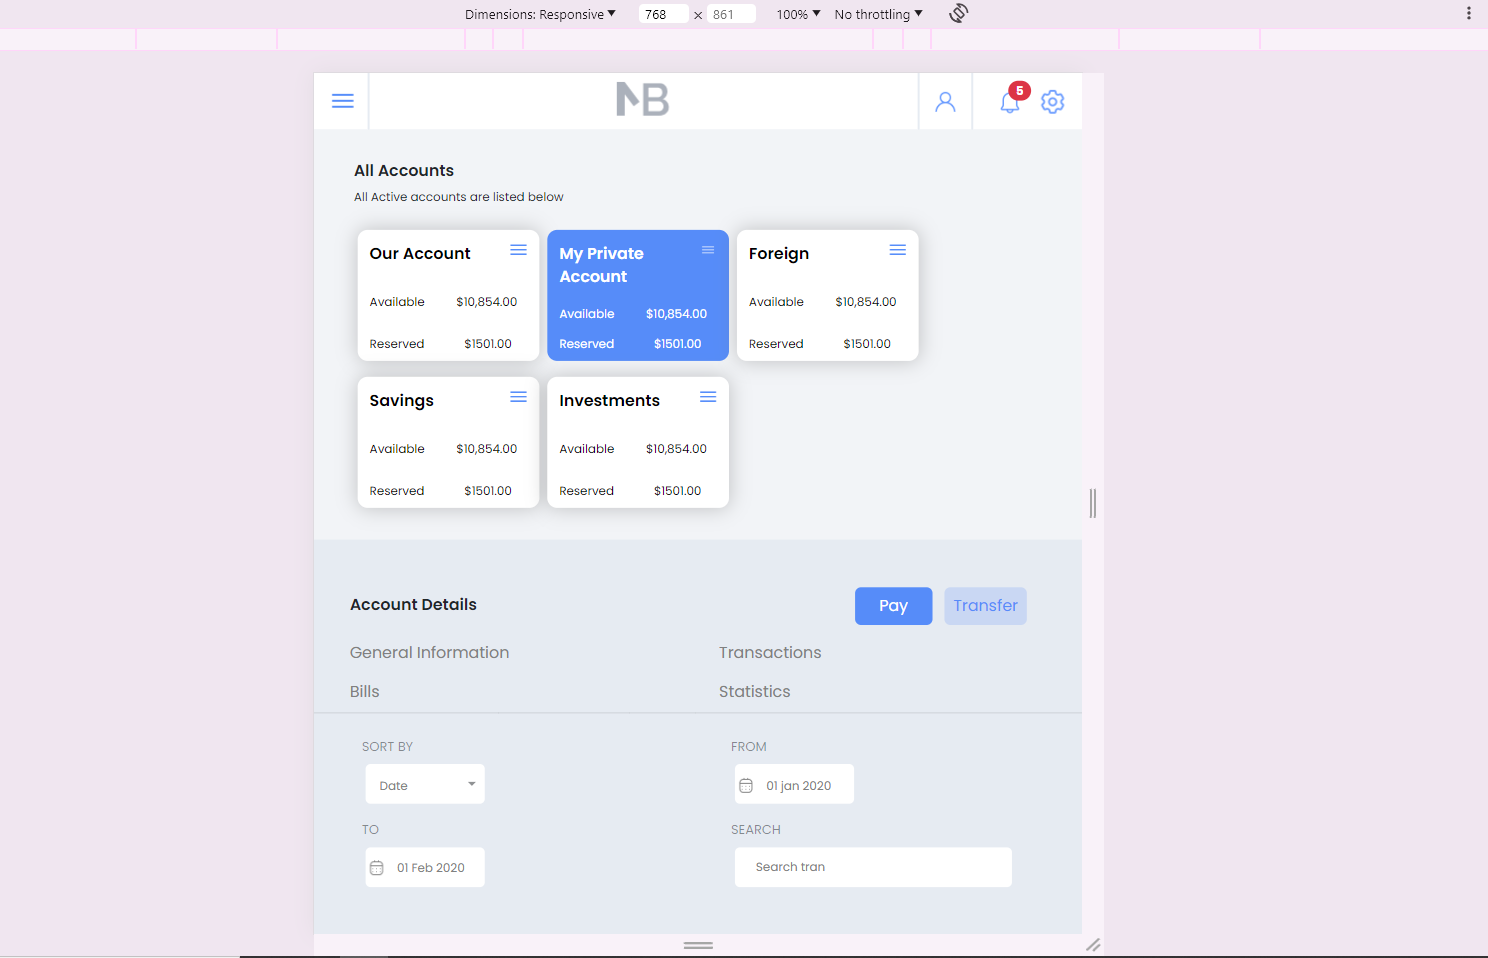 Dimensions: Responsive 768 x 861 100% No throttling
NB 5
All Accounts
All Active accounts are listed below
Our Account
Available $10,854.00
Reserved $1501.00
My Private
Account
Available $10,854.00
Reserved $1501.00
Foreign
Available $10,854.00
Reserved $1501.00
Savings
Available $10,854.00
Reserved $1501.00
Investments
Available $10,854.00
Reserved $1501.00
Account Details Pay Transfer
General Information Transactions
Bills Statistics
SORT BY FROM
Date 01 jan 2020
TO SEARCH
01 Feb 2020 Search tran